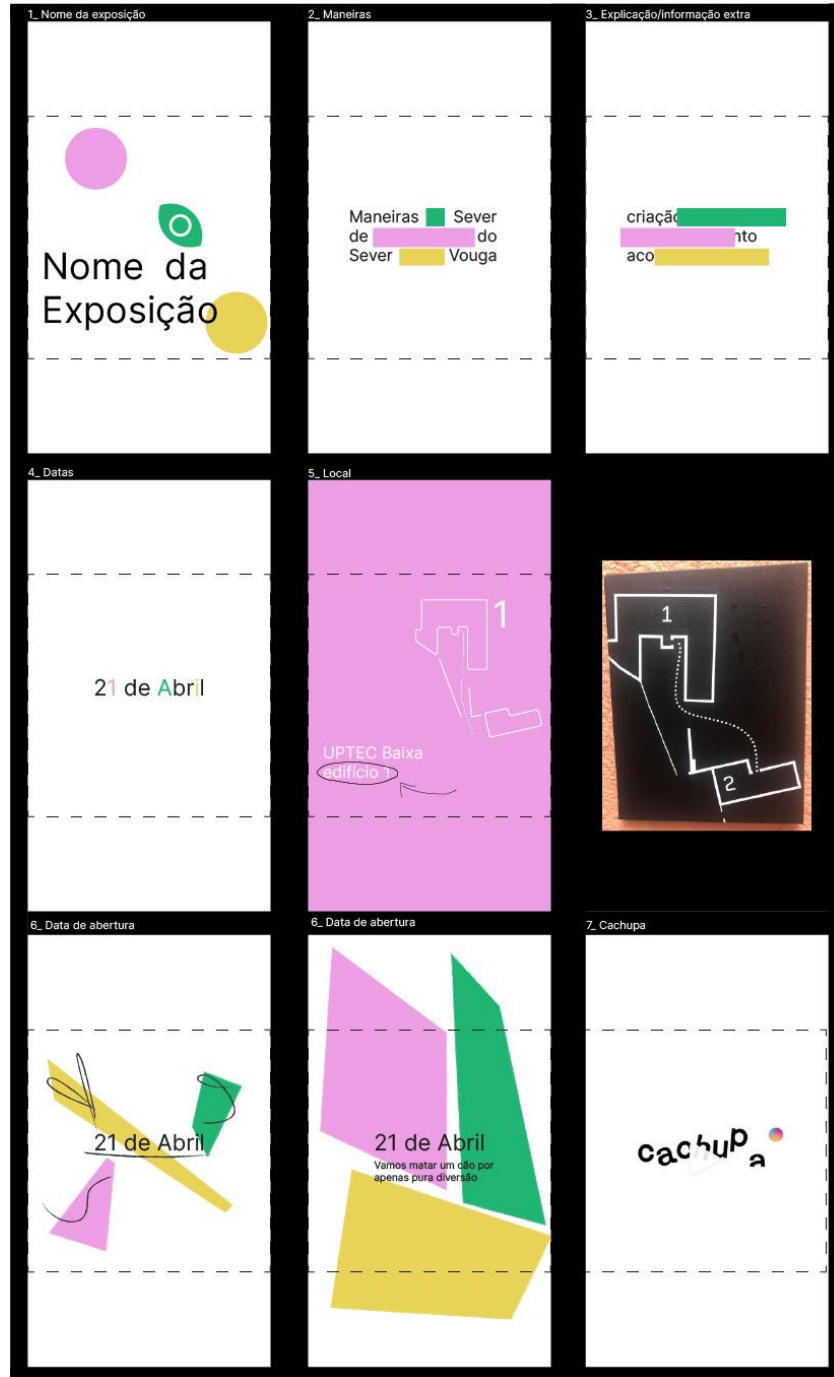 1_ Nome da exposição
2_ Maneiras
3_ Explicação/informação extra
Nome da
Exposição
Maneiras Sever
de do
Sever Vouga
criaçã
nto
aco
4_ Datas
5_ Local
21 de Abril
1
UPTEC Baixa
edifício 1
1
2
6_ Data de abertura
6_ Data de abertura
7_ Cachupa
21 de Abril
21 de Abril
Vamos matar um cão por
apenas pura diversão
cachupa